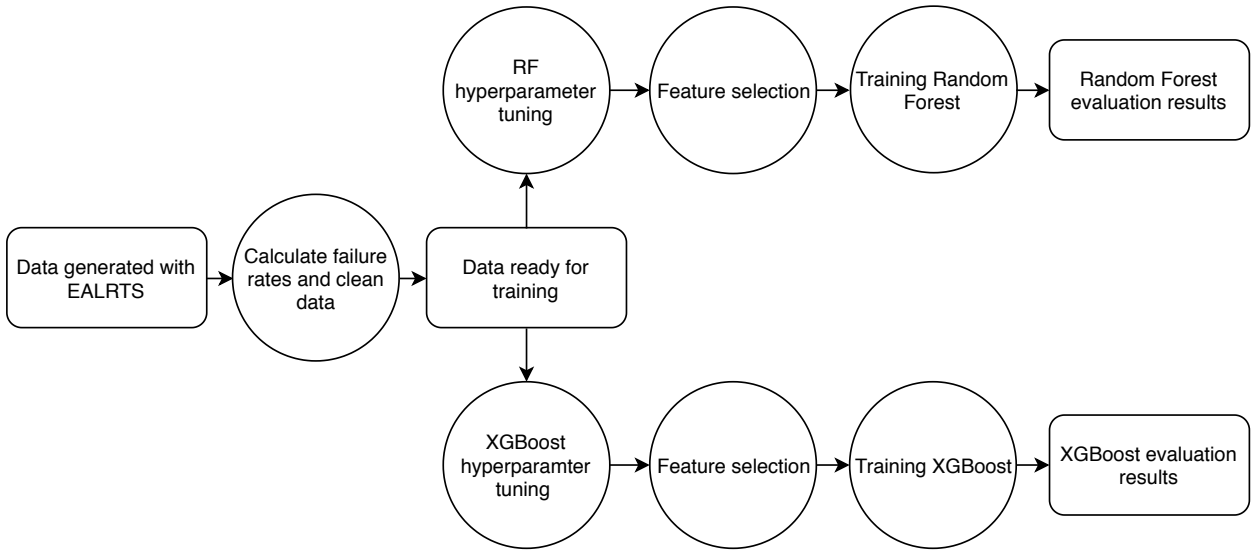 RF
hyperparameter
tuning
Feature selection
Training Random
Forest
Random Forest
evaluation results
Data generated with
EALRTS
Calculate failure
rates and clean
data
Data ready for
training
XGBoost
hyperparamter
tuning
Feature selection
Training XGBoost
XGBoost evaluation
results